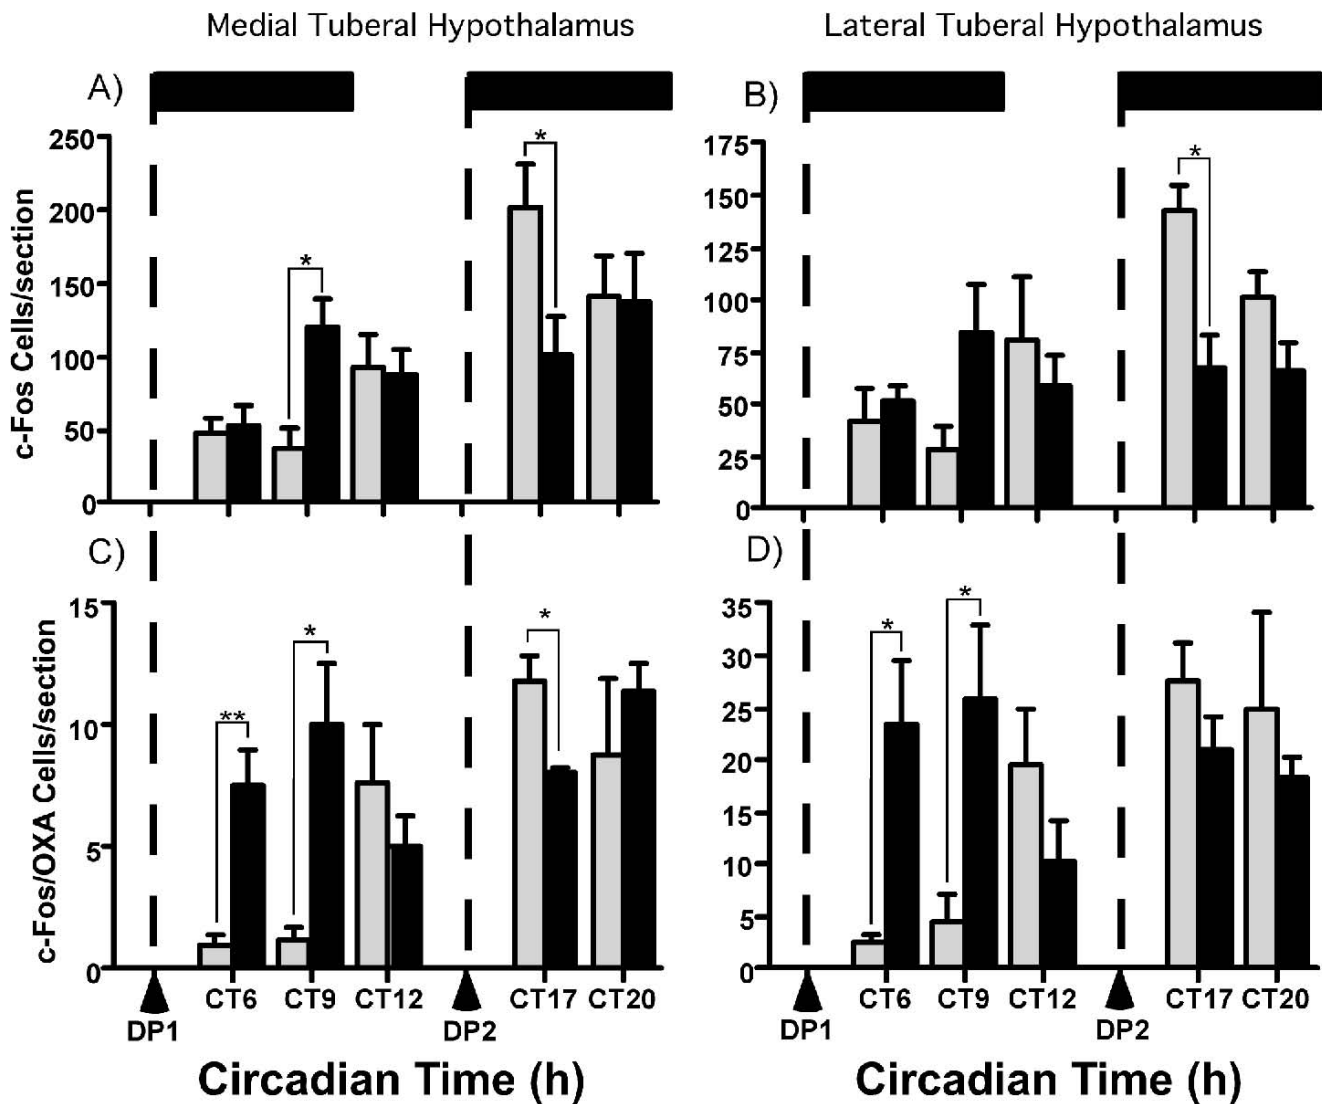 Medial Tuberal Hypothalamus
Lateral Tuberal Hypothalamus
A)
c-Fos Cells/section
250
200
150
100
50
0
*
*
B)
175
150
125
100
75
50
25
0
*
C)
c-Fos/OXA Cells/section
15
10
5
0
**
*
*
CT6 CT9 CT12 CT17 CT20
DP1 DP2
Circadian Time (h)
D)
35
30
25
20
15
10
5
0
*
*
CT6 CT9 CT12 CT17 CT20
DP1 DP2
Circadian Time (h)